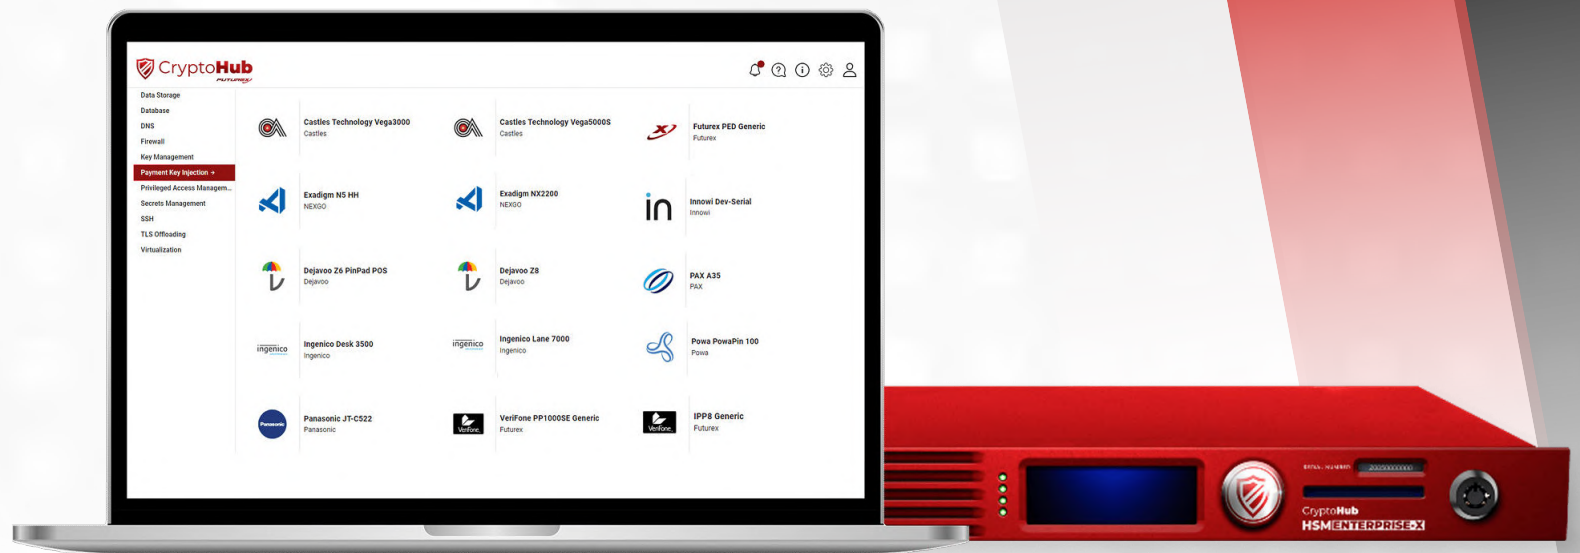 CryptoHub
FUTUREX
Data Storage
Database
DNS
Firewall
Key Management
Payment Key Injection →
Privileged Access Managem...
Secrets Management
SSH
TLS Offloading
Virtualization
Castles Technology Vega3000
Castles
Castles Technology Vega5000S
Castles
Futurex PED Generic
Futurex
Exadigm N5 HH
NEXGO
Exadigm NX2200
NEXGO
in
Innowi Dev-Serial
Innowi
Dejavoo Z6 PinPad POS
Dejavoo
Dejavoo Z8
Dejavoo
PAX A35
PAX
ingenico
Ingenico Desk 3500
Ingenico
ingenico
Ingenico Lane 7000
Ingenico
Powa PowaPin 100
Powa
Panasonic
Panasonic JT-C522
Panasonic
Verifone
VeriFone PP1000SE Generic
Futurex
Verifone
IPP8 Generic
Futurex
SERIAL NUMBER
CryptoHub
HSM ENTERPRISE-X